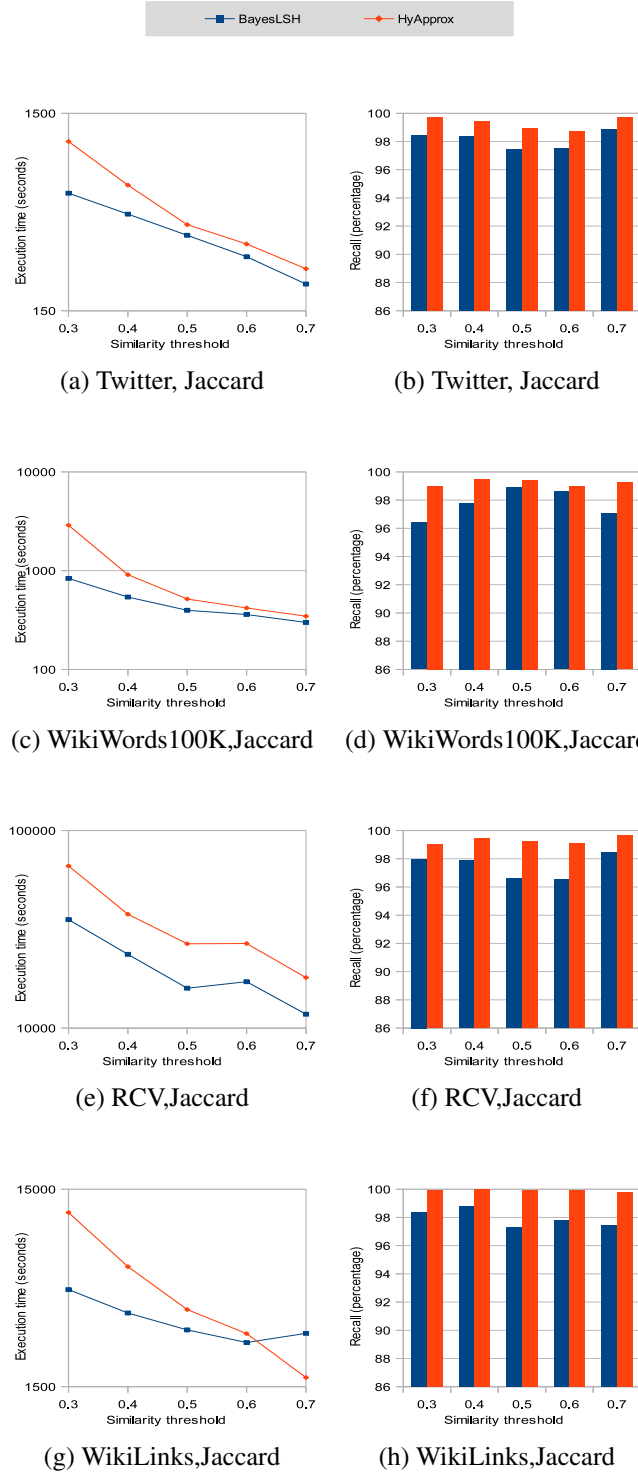 BayesLSH HyApprox
1500
150
Execution time (seconds)
0.3 0.4 0.5 0.6 0.7
Similarity threshold
(a) Twitter, Jaccard
100
98
96
94
92
90
88
86
Recall (percentage)
0.3 0.4 0.5 0.6 0.7
Similarity threshold
(b) Twitter, Jaccard
10000
1000
100
Execution time (seconds)
0.3 0.4 0.5 0.6 0.7
Similarity threshold
(c) WikiWords100K,Jaccard
100
98
96
94
92
90
88
86
Recall (percentage)
0.3 0.4 0.5 0.6 0.7
Similarity threshold
(d) WikiWords100K,Jaccard
100000
10000
Execution time (seconds)
0.3 0.4 0.5 0.6 0.7
Similarity threshold
(e) RCV,Jaccard
100
98
96
94
92
90
88
86
Recall (percentage)
0.3 0.4 0.5 0.6 0.7
Similarity threshold
(f) RCV,Jaccard
15000
1500
Execution time (seconds)
0.3 0.4 0.5 0.6 0.7
Similarity threshold
(g) WikiLinks,Jaccard
100
98
96
94
92
90
88
86
Recall (percentage)
0.3 0.4 0.5 0.6 0.7
Similarity threshold
(h) WikiLinks,Jaccard